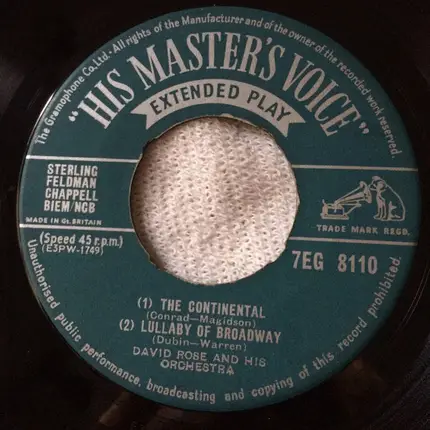 The Gramophone Co. Ltd. · All rights of the Manufacturer and of the owner of the recorded work reserved
"HIS MASTER'S VOICE"
EXTENDED PLAY
STERLING
FELDMAN
CHAPPELL
BIEM/NCB
MADE IN Gt. BRITAIN
TRADE MARK REGD.
(Speed 45 r.p.m.)
(E3PW-1749)
7EG 8110
(1) THE CONTINENTAL
(Conrad-Magidson)
(2) LULLABY OF BROADWAY
(Dubin-Warren)
DAVID ROSE AND HIS
ORCHESTRA
Unauthorised public performance, broadcasting and copying of this record prohibited.